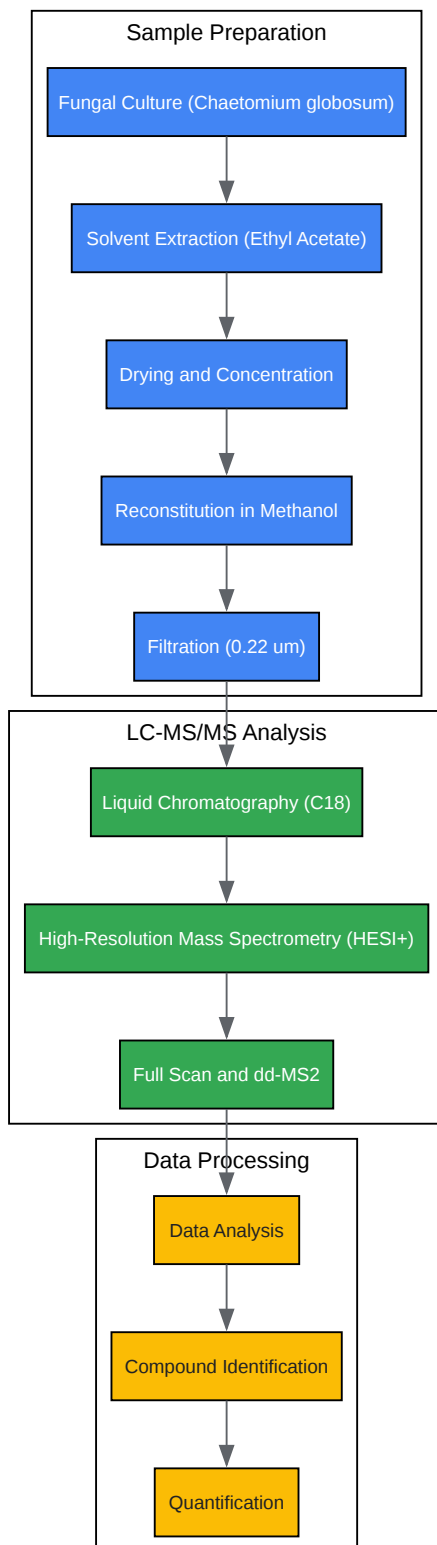 Sample Preparation
Fungal Culture (Chaetomium globosum)
Solvent Extraction (Ethyl Acetate)
Drying and Concentration
Reconstitution in Methanol
Filtration (0.22 um)
LC-MS/MS Analysis
Liquid Chromatography (C18)
High-Resolution Mass Spectrometry (HESI+)
Full Scan and dd-MS2
Data Processing
Data Analysis
Compound Identification
Quantification